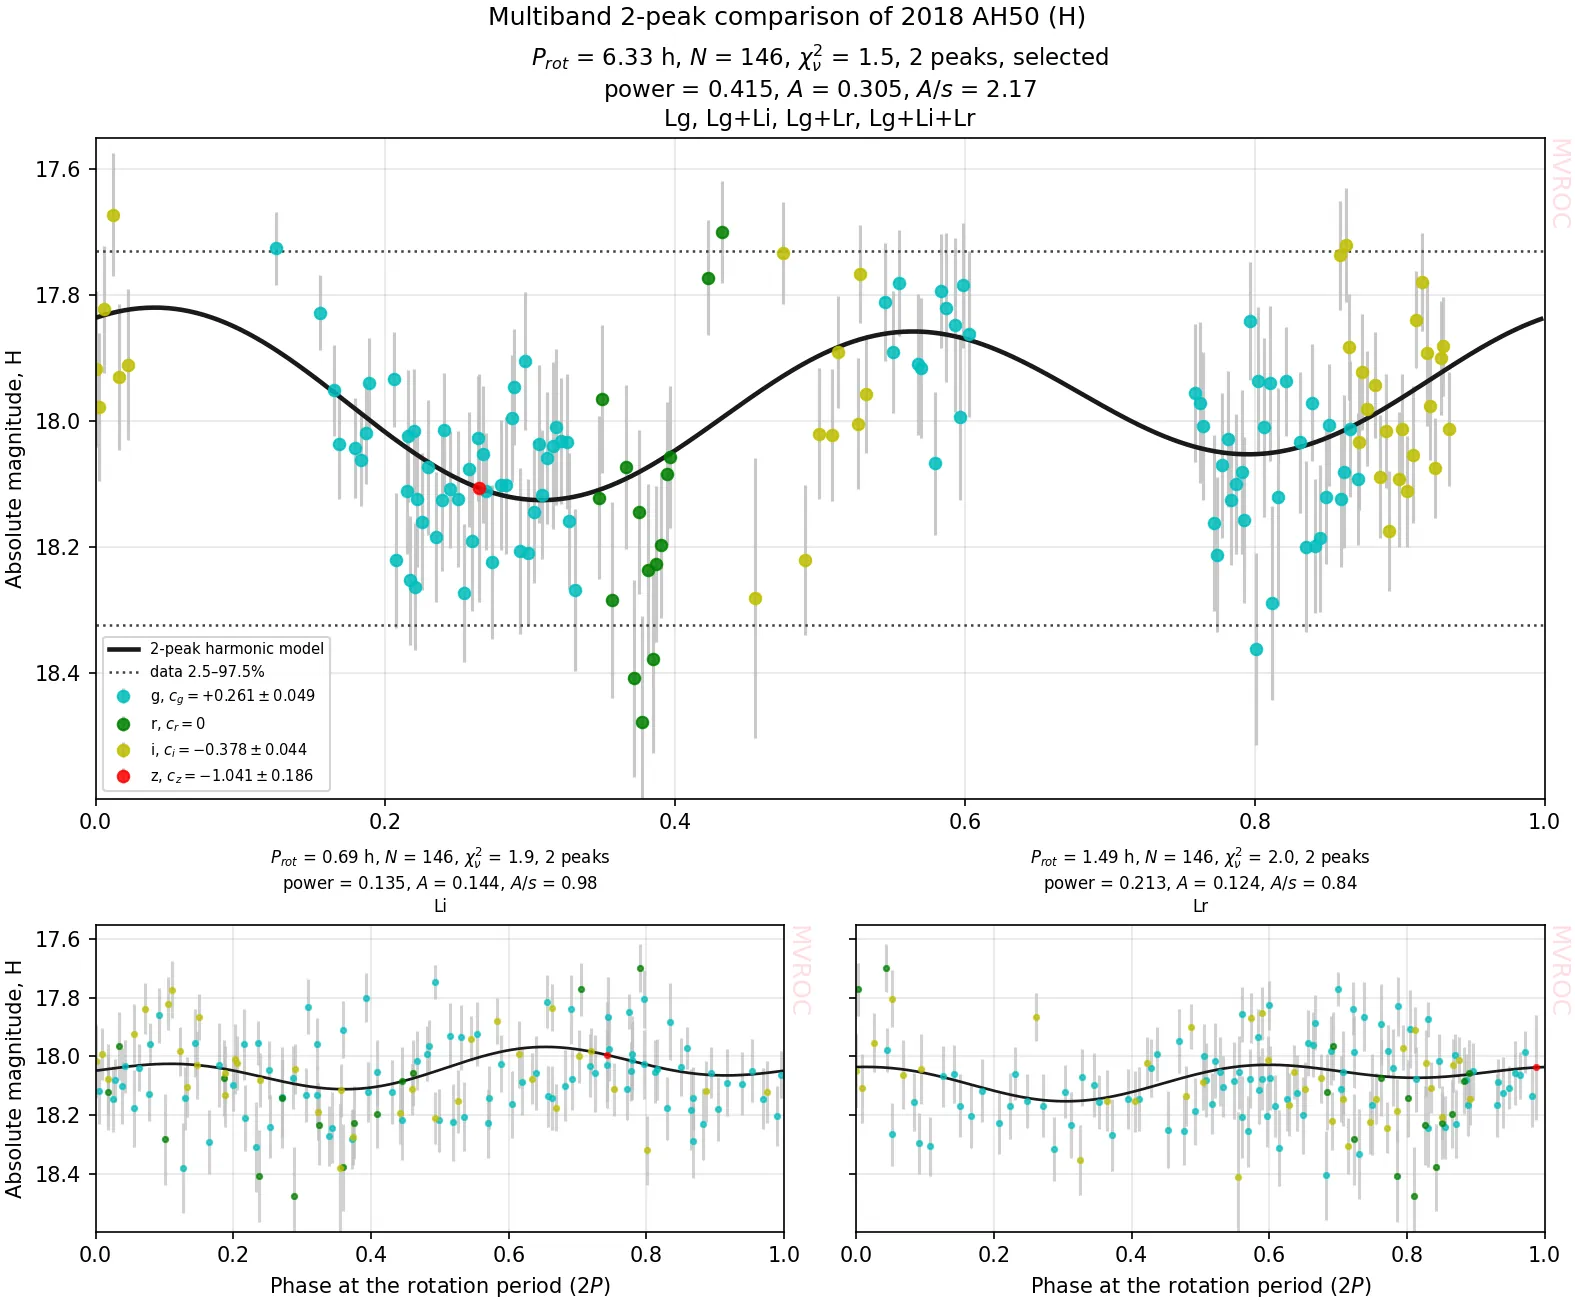 Multiband 2-peak comparison of 2018 AH50 (H)
P_rot = 6.33 h, N = 146, χ²_ν = 1.5, 2 peaks, selected
power = 0.415, A = 0.305, A/s = 2.17
Lg, Lg+Li, Lg+Lr, Lg+Li+Lr
MVROC
Absolute magnitude, H
17.6
17.8
18.0
18.2
18.4
2-peak harmonic model
data 2.5–97.5%
g, c_g = +0.261 ± 0.049
r, c_r = 0
i, c_i = −0.378 ± 0.044
z, c_z = −1.041 ± 0.186
0.0 0.2 0.4 0.6 0.8 1.0
P_rot = 0.69 h, N = 146, χ²_ν = 1.9, 2 peaks
power = 0.135, A = 0.144, A/s = 0.98
Li
MVROC
Absolute magnitude, H
17.6
17.8
18.0
18.2
18.4
0.0 0.2 0.4 0.6 0.8 1.0
Phase at the rotation period (2P)
P_rot = 1.49 h, N = 146, χ²_ν = 2.0, 2 peaks
power = 0.213, A = 0.124, A/s = 0.84
Lr
MVROC
0.0 0.2 0.4 0.6 0.8 1.0
Phase at the rotation period (2P)